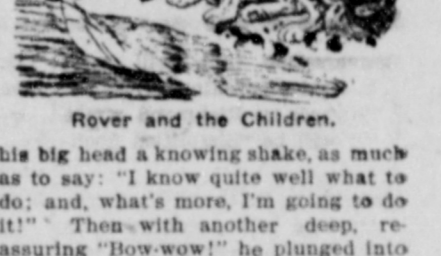 Rover and the Children.
his big head a knowing shake, as much
as to say: "I know quite well what to
do; and, what's more, I'm going to do
it!" Then with another deep, re-
assuring "Bow-wow!" he plunged into